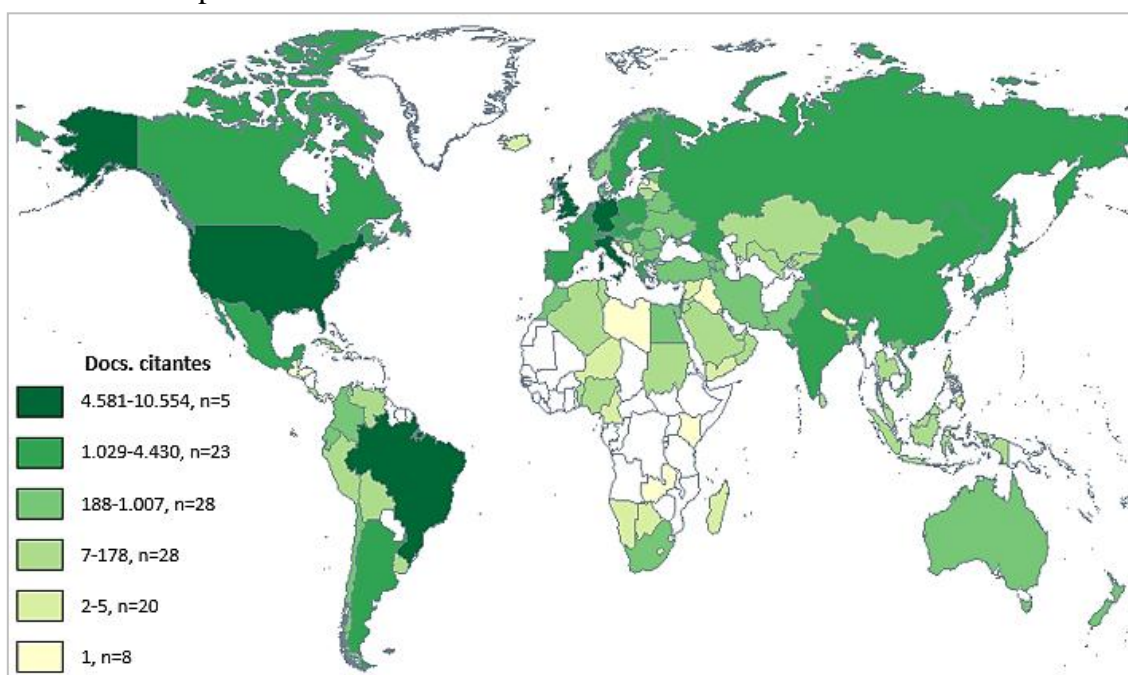 Docs. citantes
4.581-10.554, n=5
1.029-4.430, n=23
188-1.007, n=28
7-178, n=28
2-5, n=20
1, n=8